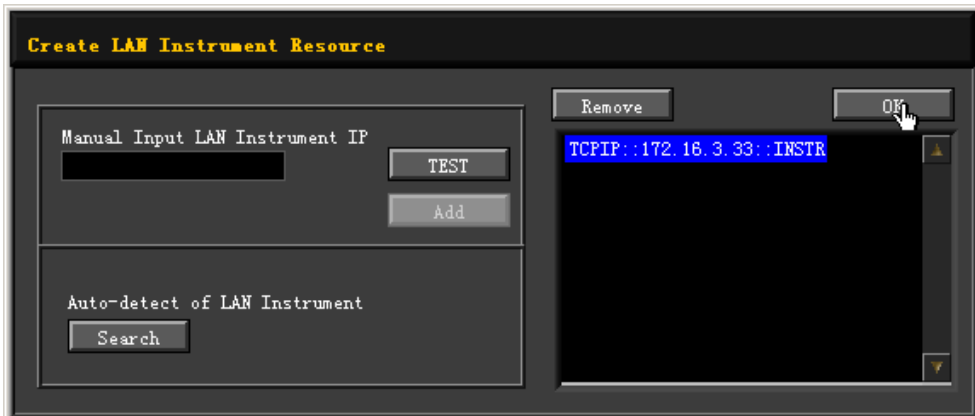 Create LAN Instrument Resource
Manual Input LAN Instrument IP
TEST
Add
Auto-detect of LAN Instrument
Search
Remove
OK
TCPIP::172.16.3.33::INSTR